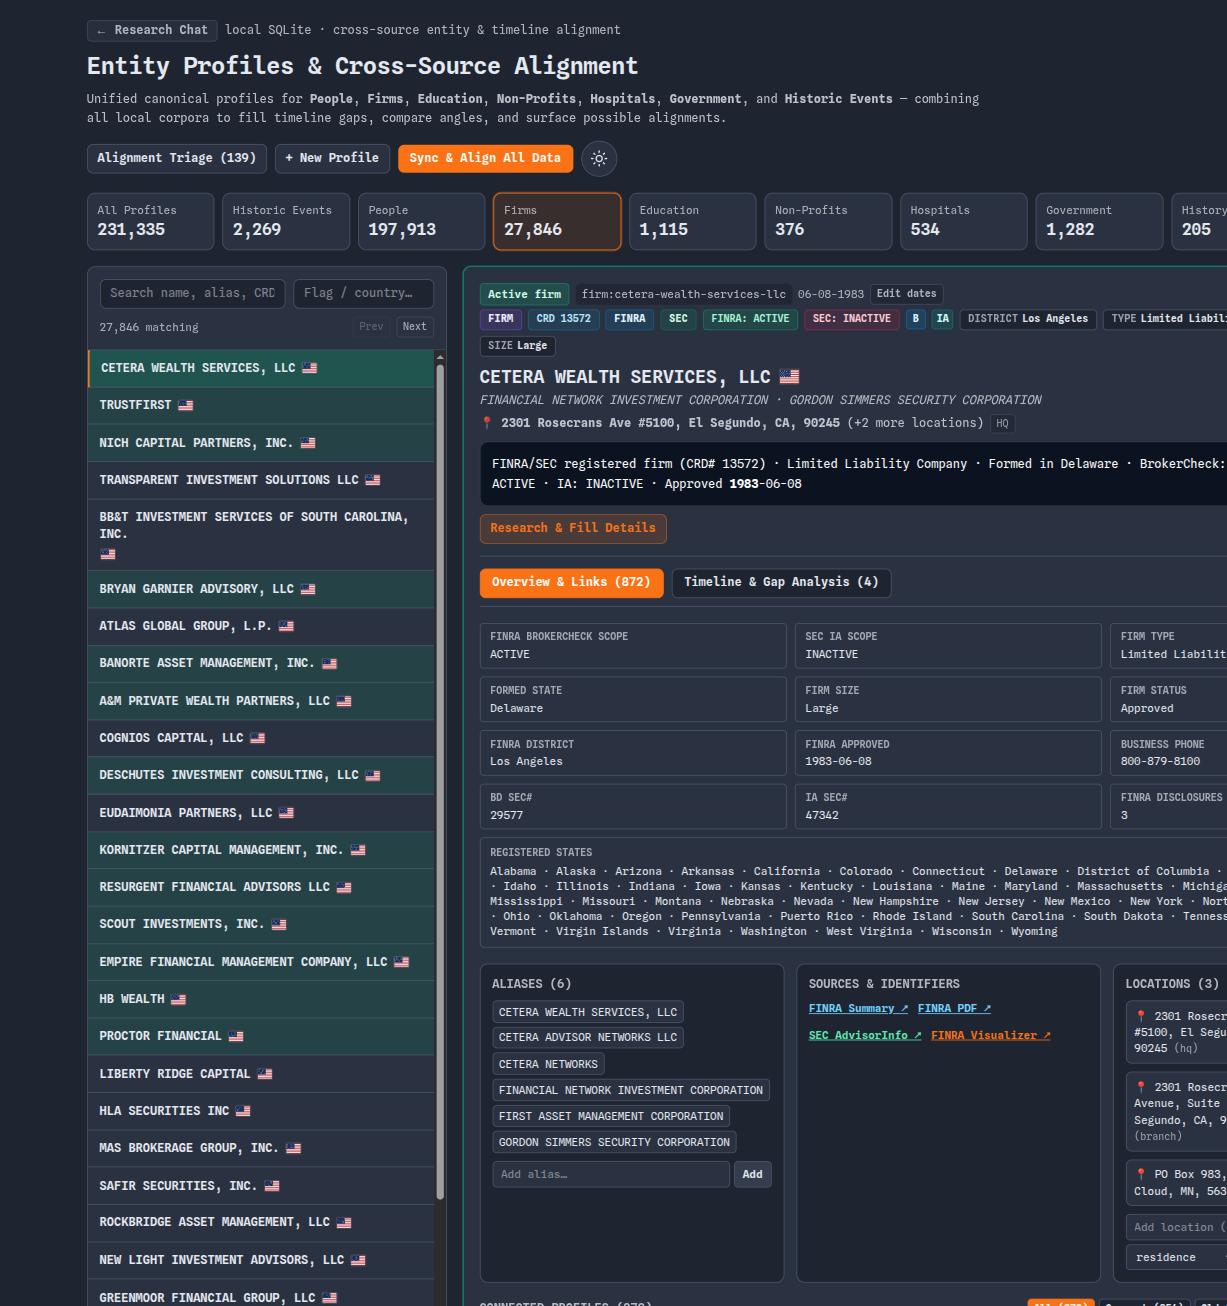 ← Research Chat local SQLite · cross-source entity & timeline alignment
Entity Profiles & Cross-Source Alignment
Unified canonical profiles for People, Firms, Education, Non-Profits, Hospitals, Government, and Historic Events — combining
all local corpora to fill timeline gaps, compare angles, and surface possible alignments.
Alignment Triage (139) + New Profile Sync & Align All Data
All Profiles Historic Events People Firms Education Non-Profits Hospitals Government History
231,335 2,269 197,913 27,846 1,115 376 534 1,282 205
Search name, alias, CRD Flag / country…
27,846 matching Prev Next
CETERA WEALTH SERVICES, LLC
TRUSTFIRST
NICH CAPITAL PARTNERS, INC.
TRANSPARENT INVESTMENT SOLUTIONS LLC
BB&T INVESTMENT SERVICES OF SOUTH CAROLINA,
INC.
BRYAN GARNIER ADVISORY, LLC
ATLAS GLOBAL GROUP, L.P.
BANORTE ASSET MANAGEMENT, INC.
A&M PRIVATE WEALTH PARTNERS, LLC
COGNIOS CAPITAL, LLC
DESCHUTES INVESTMENT CONSULTING, LLC
EUDAIMONIA PARTNERS, LLC
KORNITZER CAPITAL MANAGEMENT, INC.
RESURGENT FINANCIAL ADVISORS LLC
SCOUT INVESTMENTS, INC.
EMPIRE FINANCIAL MANAGEMENT COMPANY, LLC
HB WEALTH
PROCTOR FINANCIAL
LIBERTY RIDGE CAPITAL
HLA SECURITIES INC
MAS BROKERAGE GROUP, INC.
SAFIR SECURITIES, INC.
ROCKBRIDGE ASSET MANAGEMENT, LLC
NEW LIGHT INVESTMENT ADVISORS, LLC
GREENMOOR FINANCIAL GROUP, LLC
Active firm firm:cetera-wealth-services-llc 06-08-1983 Edit dates
FIRM CRD 13572 FINRA SEC FINRA: ACTIVE SEC: INACTIVE B IA DISTRICT Los Angeles TYPE Limited Liabili
SIZE Large
CETERA WEALTH SERVICES, LLC
FINANCIAL NETWORK INVESTMENT CORPORATION · GORDON SIMMERS SECURITY CORPORATION
2301 Rosecrans Ave #5100, El Segundo, CA, 90245 (+2 more locations) HQ
FINRA/SEC registered firm (CRD# 13572) · Limited Liability Company · Formed in Delaware · BrokerCheck:
ACTIVE · IA: INACTIVE · Approved 1983-06-08
Research & Fill Details
Overview & Links (872) Timeline & Gap Analysis (4)
FINRA BROKERCHECK SCOPE SEC IA SCOPE FIRM TYPE
ACTIVE INACTIVE Limited Liabilit
FORMED STATE FIRM SIZE FIRM STATUS
Delaware Large Approved
FINRA DISTRICT FINRA APPROVED BUSINESS PHONE
Los Angeles 1983-06-08 800-879-8100
BD SEC# IA SEC# FINRA DISCLOSURES
29577 47342 3
REGISTERED STATES
Alabama · Alaska · Arizona · Arkansas · California · Colorado · Connecticut · Delaware · District of Columbia ·
· Idaho · Illinois · Indiana · Iowa · Kansas · Kentucky · Louisiana · Maine · Maryland · Massachusetts · Michiga
Mississippi · Missouri · Montana · Nebraska · Nevada · New Hampshire · New Jersey · New Mexico · New York · Nort
· Ohio · Oklahoma · Oregon · Pennsylvania · Puerto Rico · Rhode Island · South Carolina · South Dakota · Tenness
Vermont · Virgin Islands · Virginia · Washington · West Virginia · Wisconsin · Wyoming
ALIASES (6)
CETERA WEALTH SERVICES, LLC
CETERA ADVISOR NETWORKS LLC
CETERA NETWORKS
FINANCIAL NETWORK INVESTMENT CORPORATION
FIRST ASSET MANAGEMENT CORPORATION
GORDON SIMMERS SECURITY CORPORATION
Add alias… Add
SOURCES & IDENTIFIERS
FINRA Summary ↗ FINRA PDF ↗
SEC AdvisorInfo ↗ FINRA Visualizer ↗
LOCATIONS (3)
2301 Rosecr
#5100, El Segu
90245 (hq)
2301 Rosecr
Avenue, Suite
Segundo, CA, 9
(branch)
PO Box 983,
Cloud, MN, 563
Add location (
residence